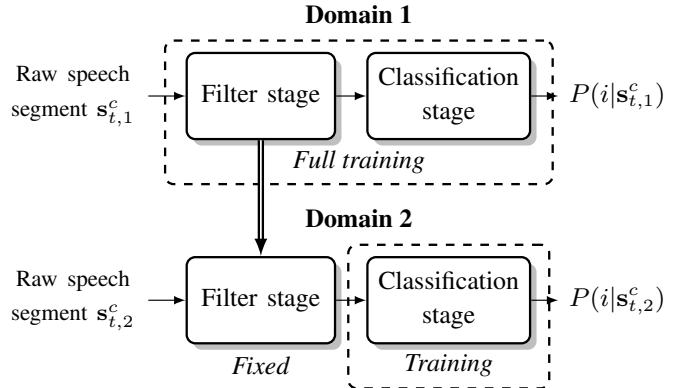 Domain 1
Raw speech
segment s^c_{t,1}
Filter stage
Classification
stage
P(i|s^c_{t,1})
Full training
Domain 2
Raw speech
segment s^c_{t,2}
Filter stage
Classification
stage
P(i|s^c_{t,2})
Fixed
Training